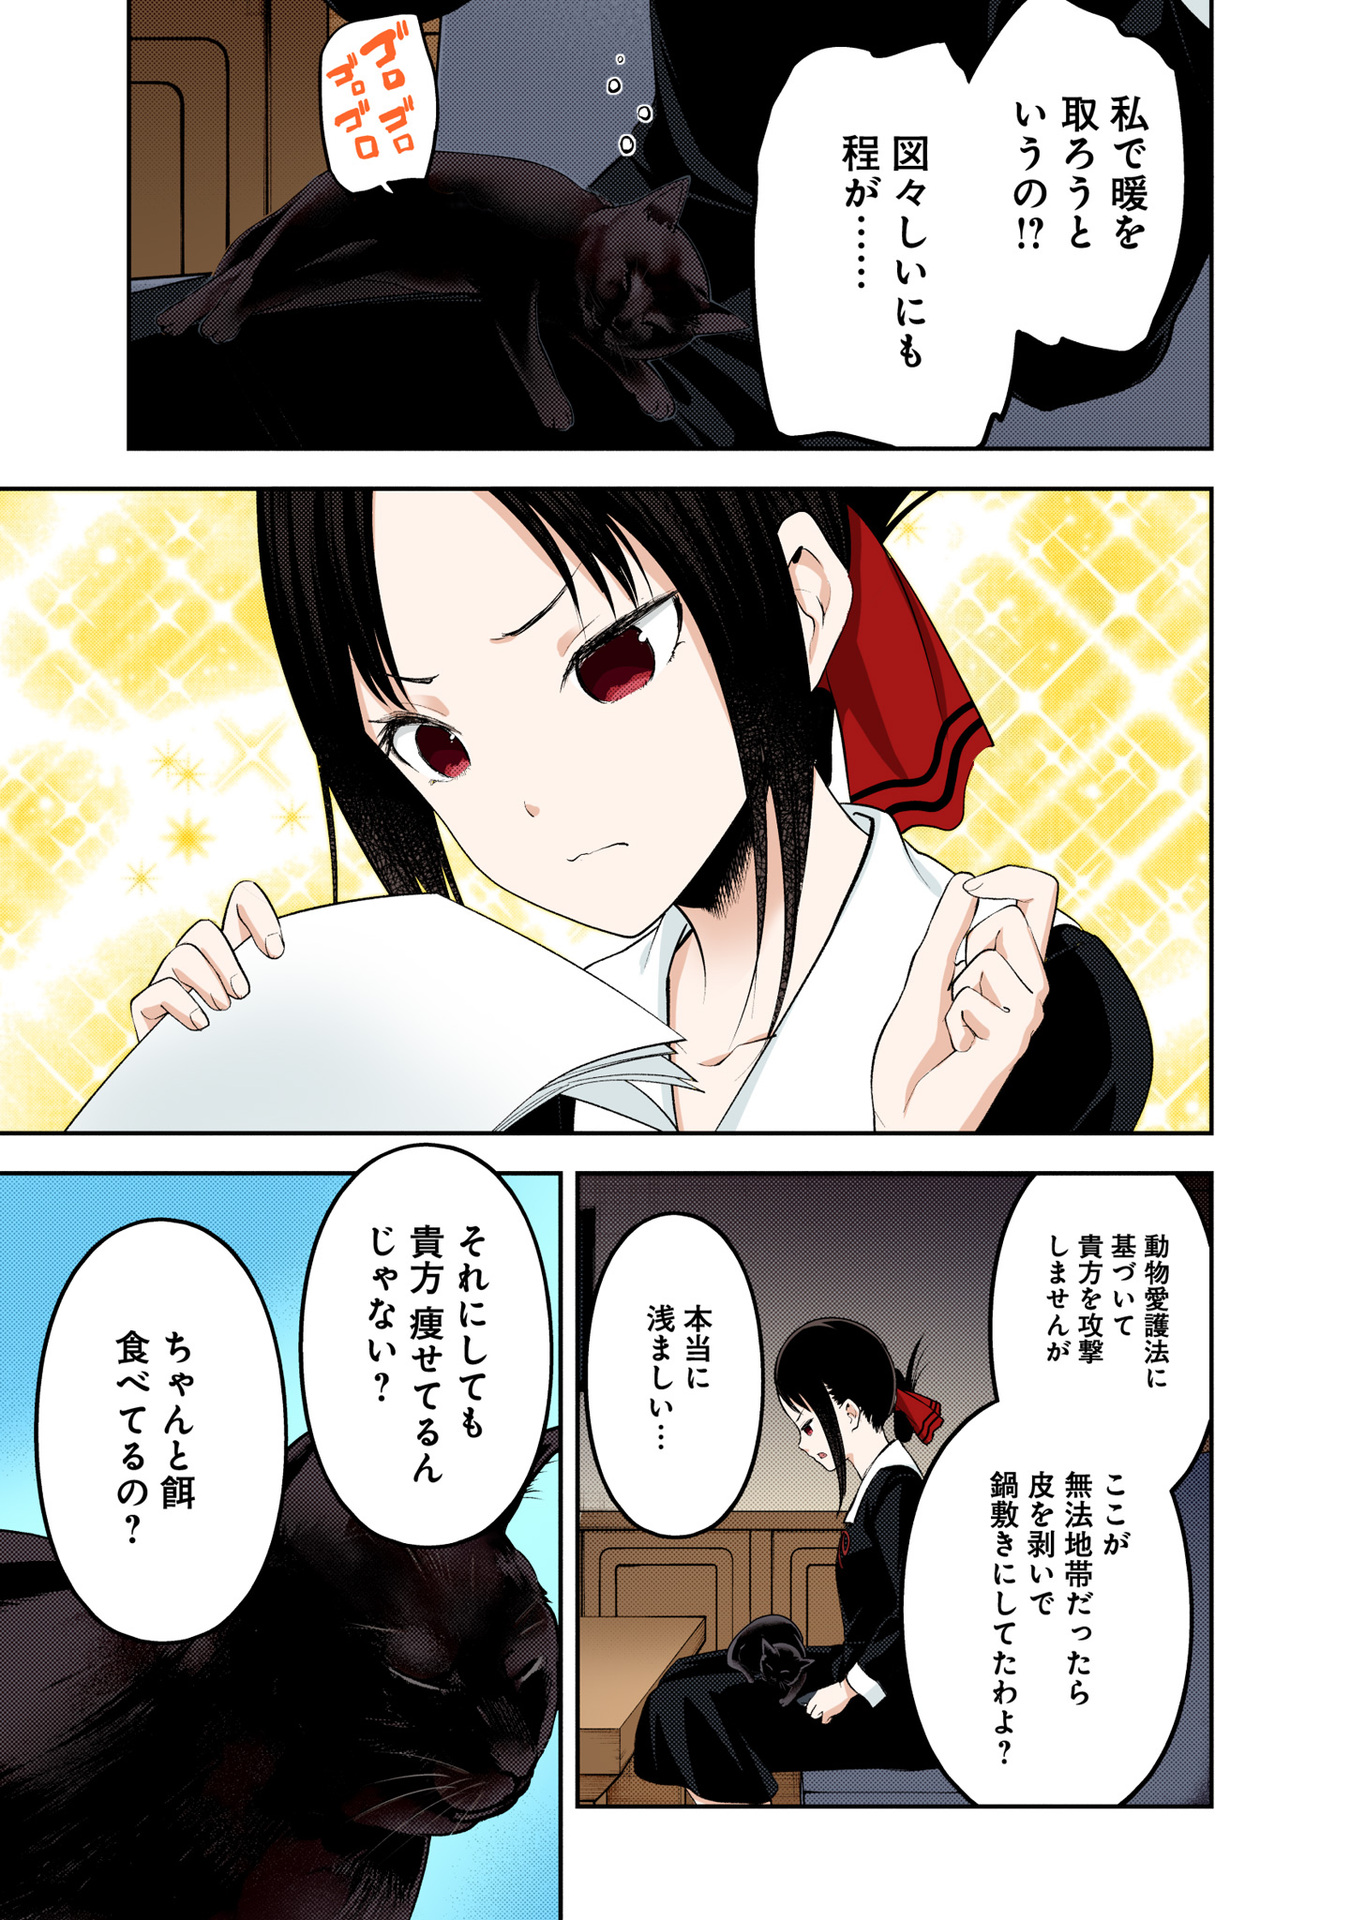 私で暖を
取ろうと
いうの!?
図々しいにも
程が……
ゴロ
ゴロ
ゴロ
ゴロ
動物愛護法に
基づいて
貴方を攻撃
しませんが
ここが
無法地帯だったら
皮を剥いで
鍋敷きにしてたわよ?
本当に
浅ましい…
それにしても
貴方 痩せてるん
じゃない?
ちゃんと餌
食べてるの?